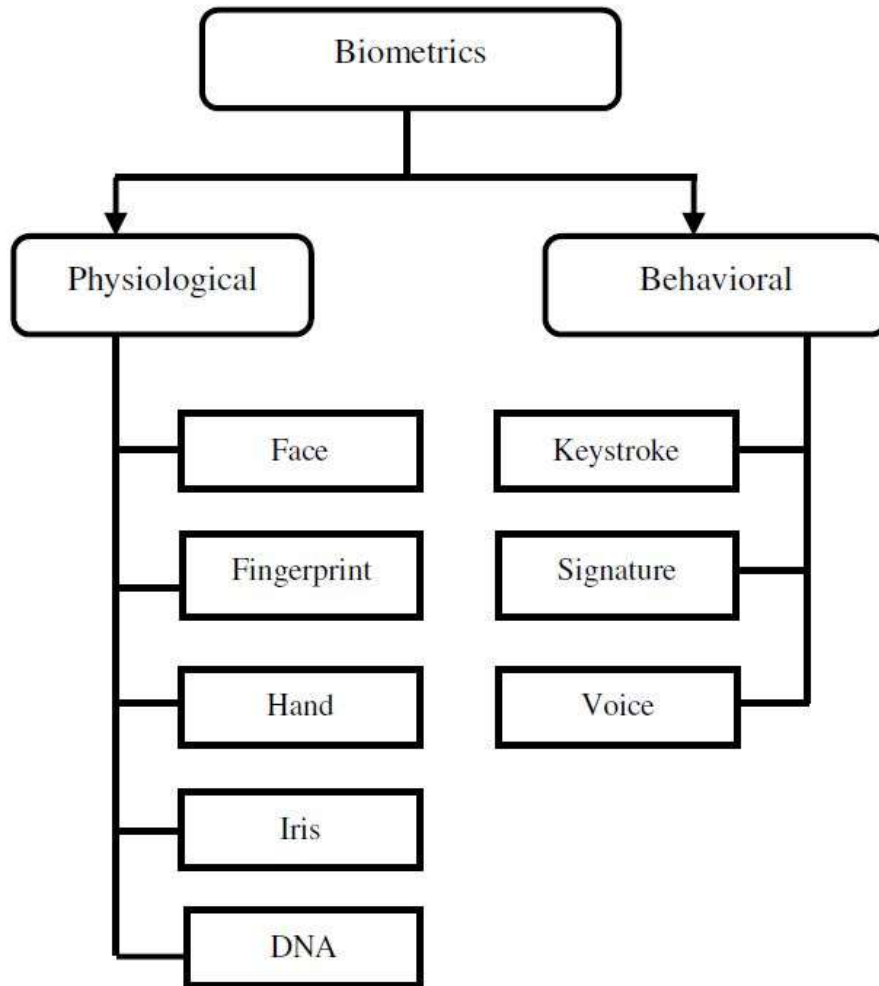 Biometrics
Physiological
Behavioral
Face
Keystroke
Fingerprint
Signature
Hand
Voice
Iris
DNA